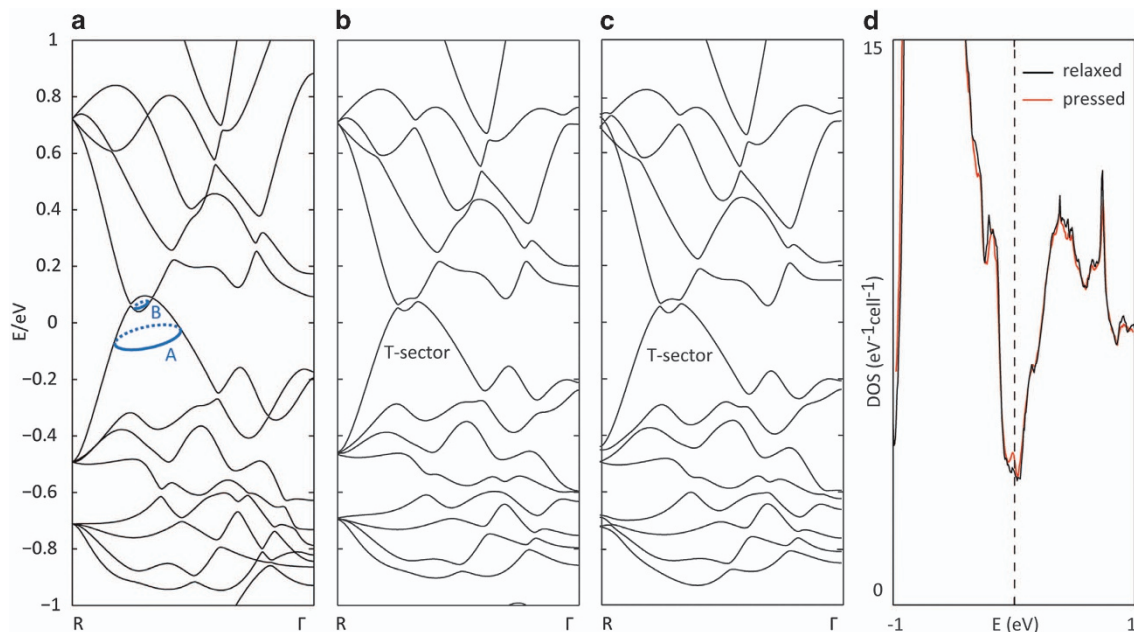 a b c d
1
0.8
0.6
0.4
0.2
0
−0.2
−0.4
−0.6
−0.8
−1
E/eV
B
A
R Γ
T-sector
R Γ
T-sector
R Γ
15
relaxed
pressed
DOS (eV⁻¹cell⁻¹)
0
-1 1
E (eV)